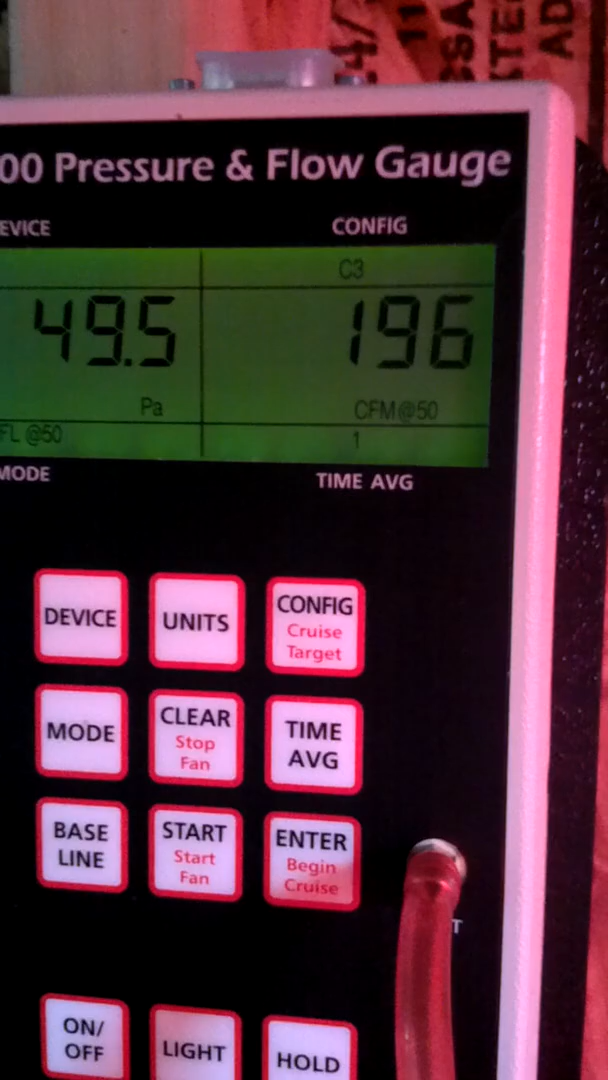 00 Pressure & Flow Gauge
EVICE CONFIG
C3
49.5 196
Pa CFM@50
FL @50 1
MODE TIME AVG
DEVICE UNITS CONFIG
Cruise
Target
MODE CLEAR TIME
Stop AVG
Fan
BASE START ENTER
LINE Start Begin
Fan Cruise
T
ON/ LIGHT HOLD
OFF